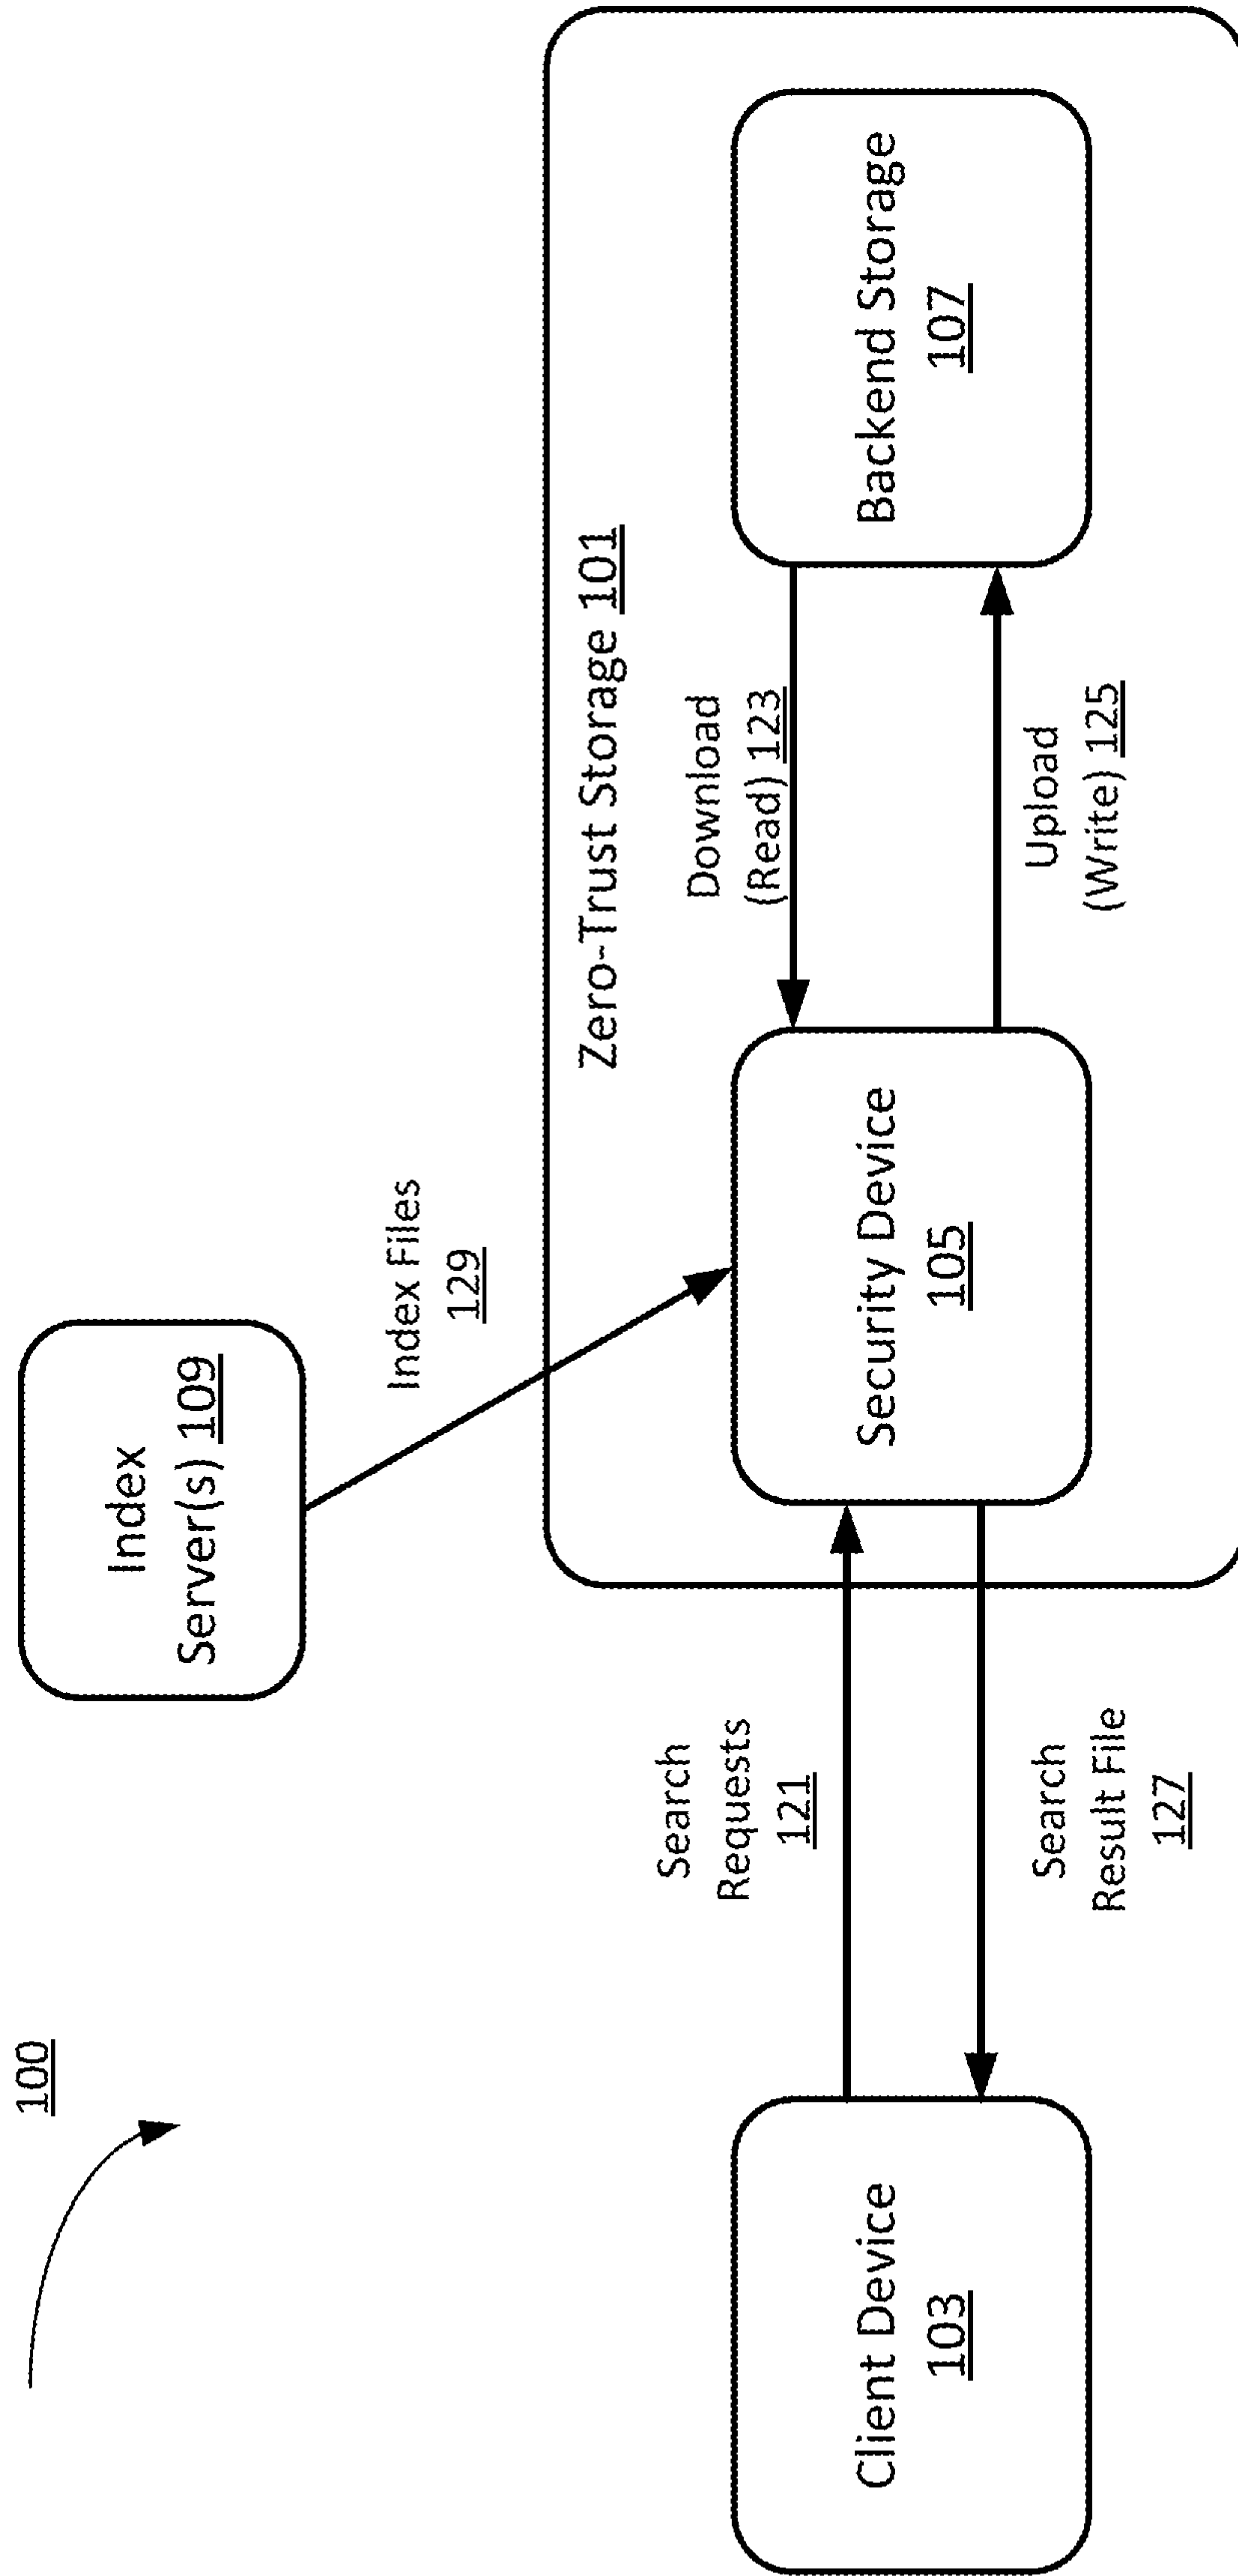 100
Index
Server(s) 109
Index Files
129
Zero-Trust Storage 101
Search
Requests
121
Download
(Read) 123
Client Device
103
Security Device
105
Backend Storage
107
Search
Result File
127
Upload
(Write) 125